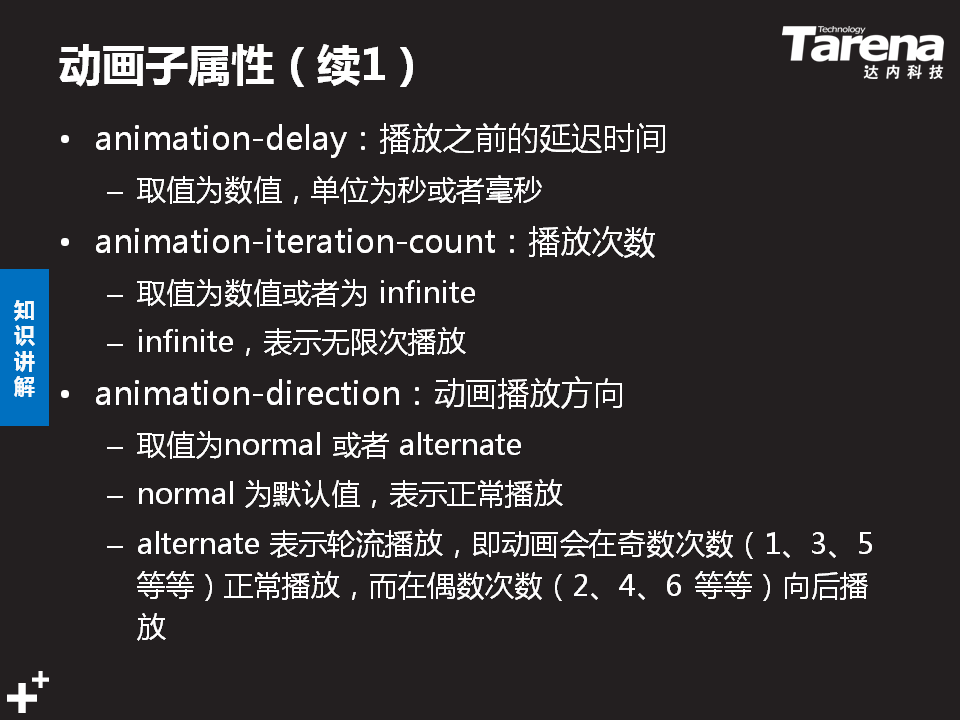 动画子属性（续1）
Technology
Tarena
达内科技
• animation-delay：播放之前的延迟时间
– 取值为数值，单位为秒或者毫秒
• animation-iteration-count：播放次数
– 取值为数值或者为 infinite
– infinite，表示无限次播放
• animation-direction：动画播放方向
– 取值为normal 或者 alternate
– normal 为默认值，表示正常播放
– alternate 表示轮流播放，即动画会在奇数次数（1、3、5
等等）正常播放，而在偶数次数（2、4、6 等等）向后播
放
知
识
讲
解